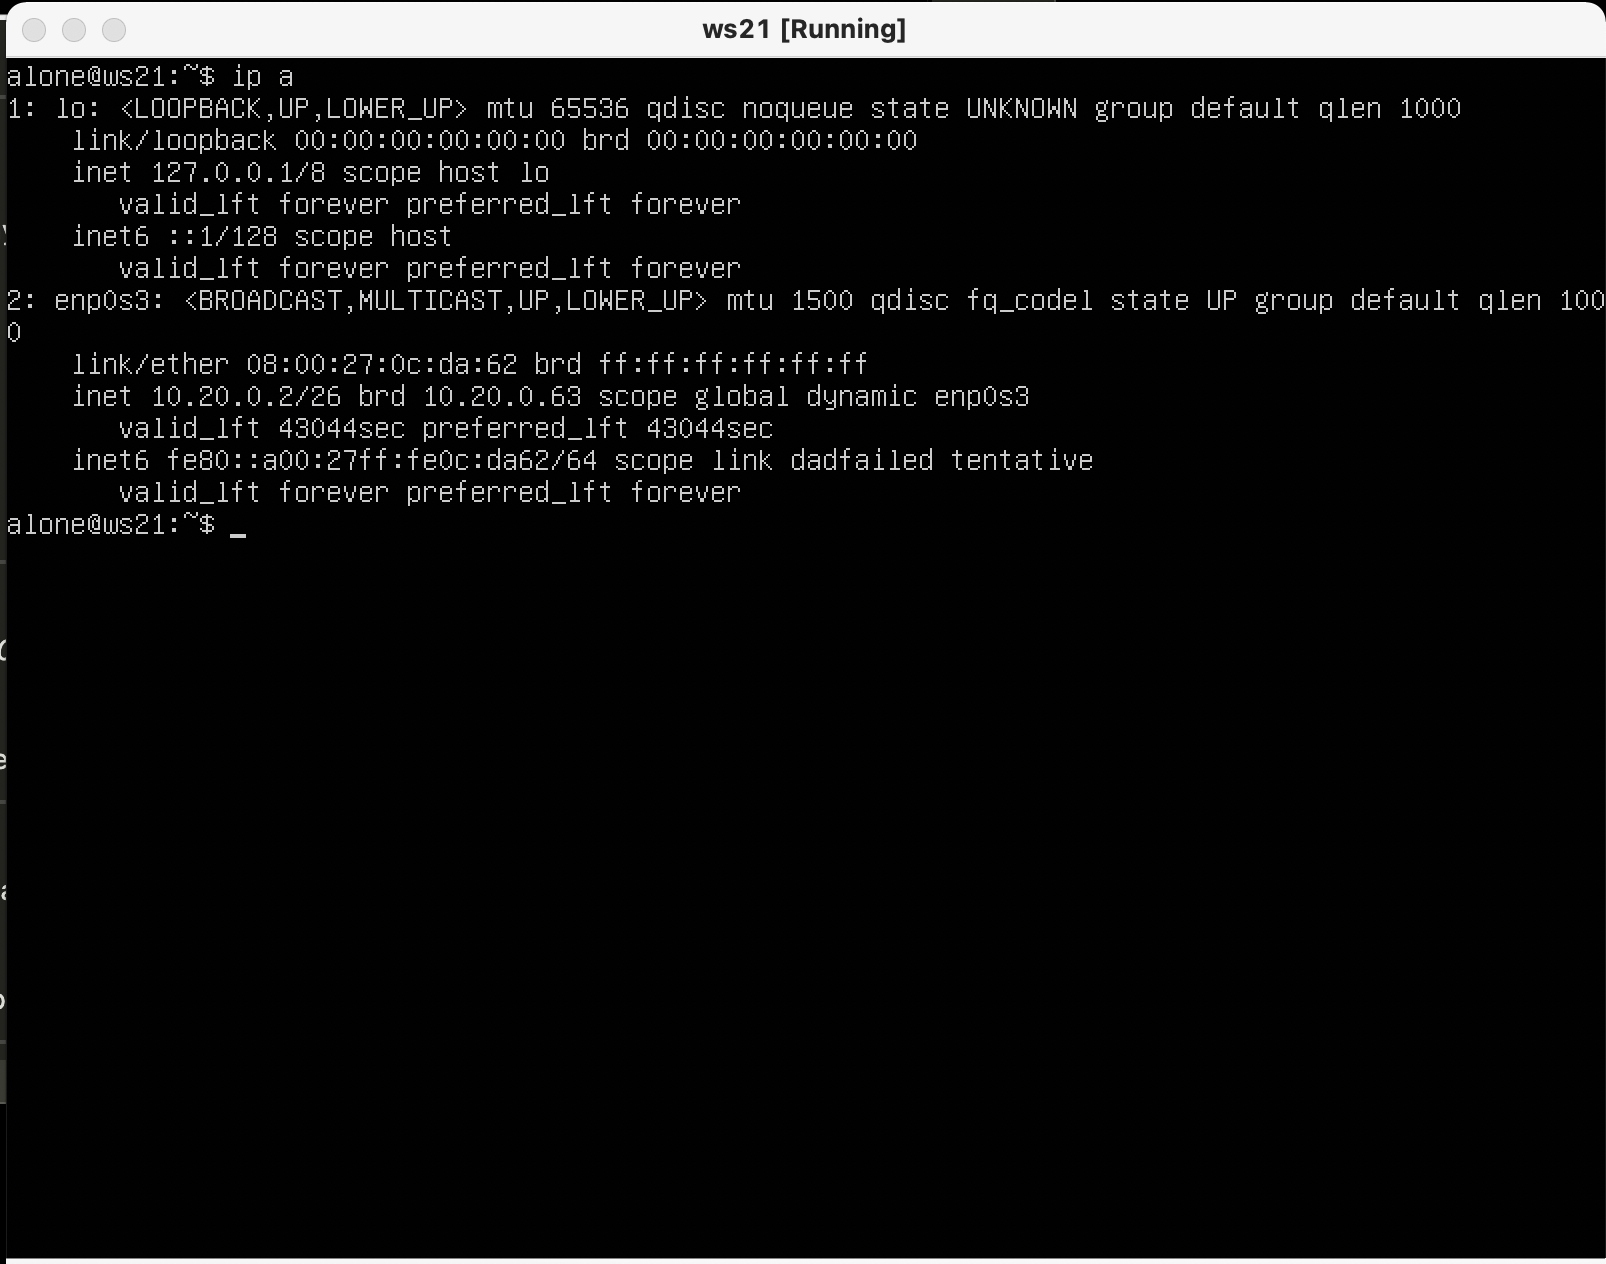 ws21 [Running]
alone@ws21:~$ ip a
1: lo: <LOOPBACK,UP,LOWER_UP> mtu 65536 qdisc noqueue state UNKNOWN group default qlen 1000
    link/loopback 00:00:00:00:00:00 brd 00:00:00:00:00:00
    inet 127.0.0.1/8 scope host lo
       valid_lft forever preferred_lft forever
    inet6 ::1/128 scope host
       valid_lft forever preferred_lft forever
2: enp0s3: <BROADCAST,MULTICAST,UP,LOWER_UP> mtu 1500 qdisc fq_codel state UP group default qlen 100
0
    link/ether 08:00:27:0c:da:62 brd ff:ff:ff:ff:ff:ff
    inet 10.20.0.2/26 brd 10.20.0.63 scope global dynamic enp0s3
       valid_lft 43044sec preferred_lft 43044sec
    inet6 fe80::a00:27ff:fe0c:da62/64 scope link dadfailed tentative
       valid_lft forever preferred_lft forever
alone@ws21:~$ _